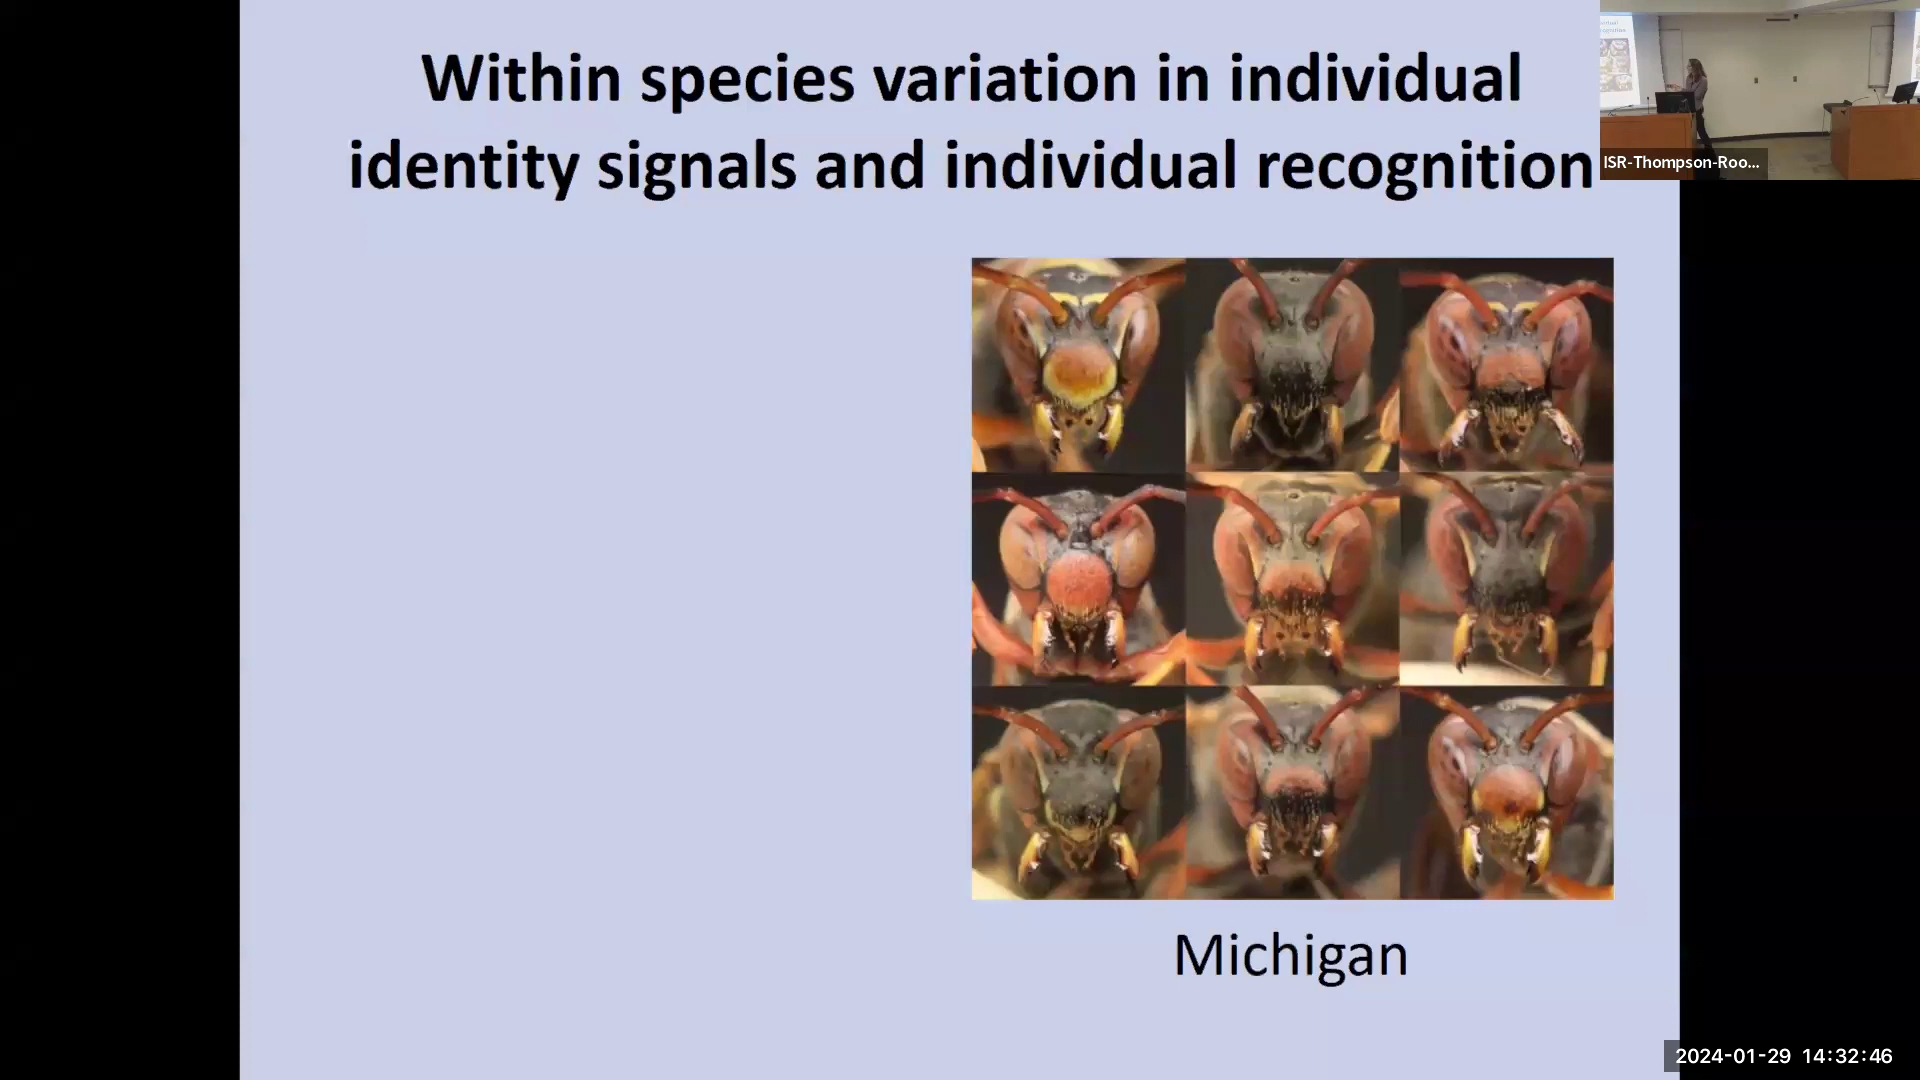 Within species variation in individual
identity signals and individual recognition
ISR-Thompson-Roo...
Michigan
2024-01-29 14:32:46